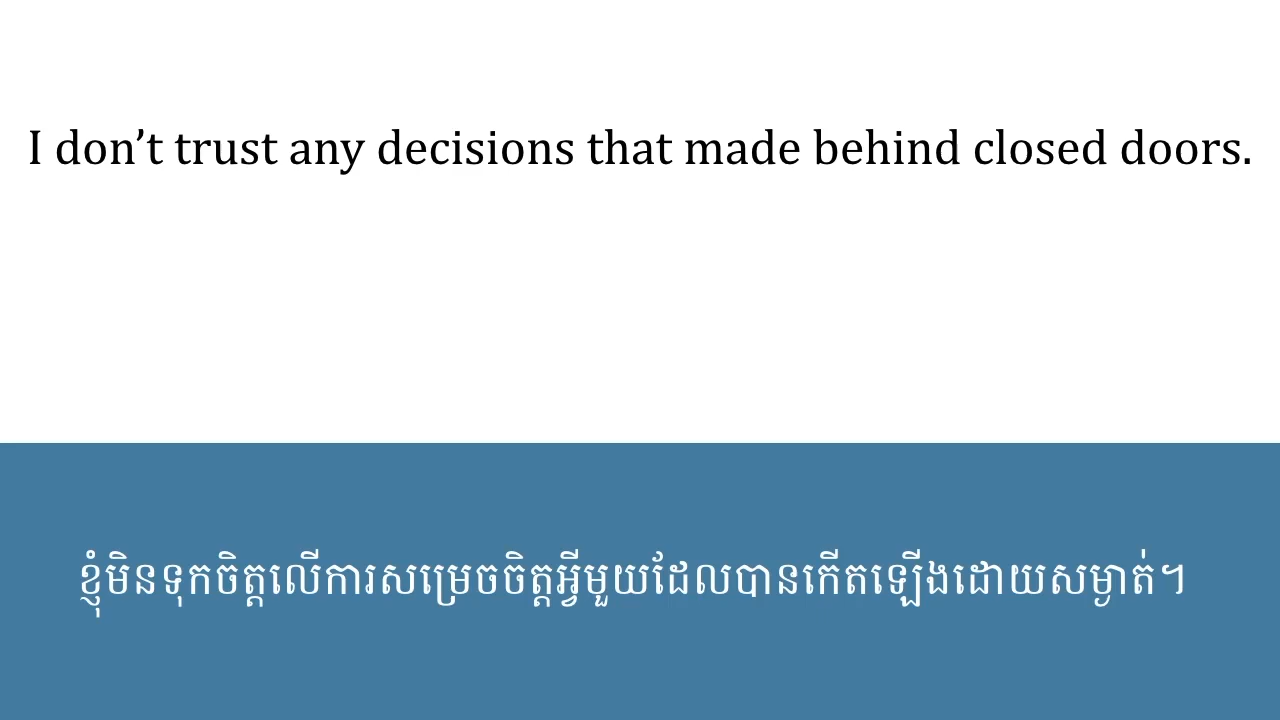 I don’t trust any decisions that made behind closed doors.
ខ្ញុំមិនទុកចិត្តលើការសម្រេចចិត្តអ្វីមួយដែលបានកើតឡើងដោយសម្ងាត់។